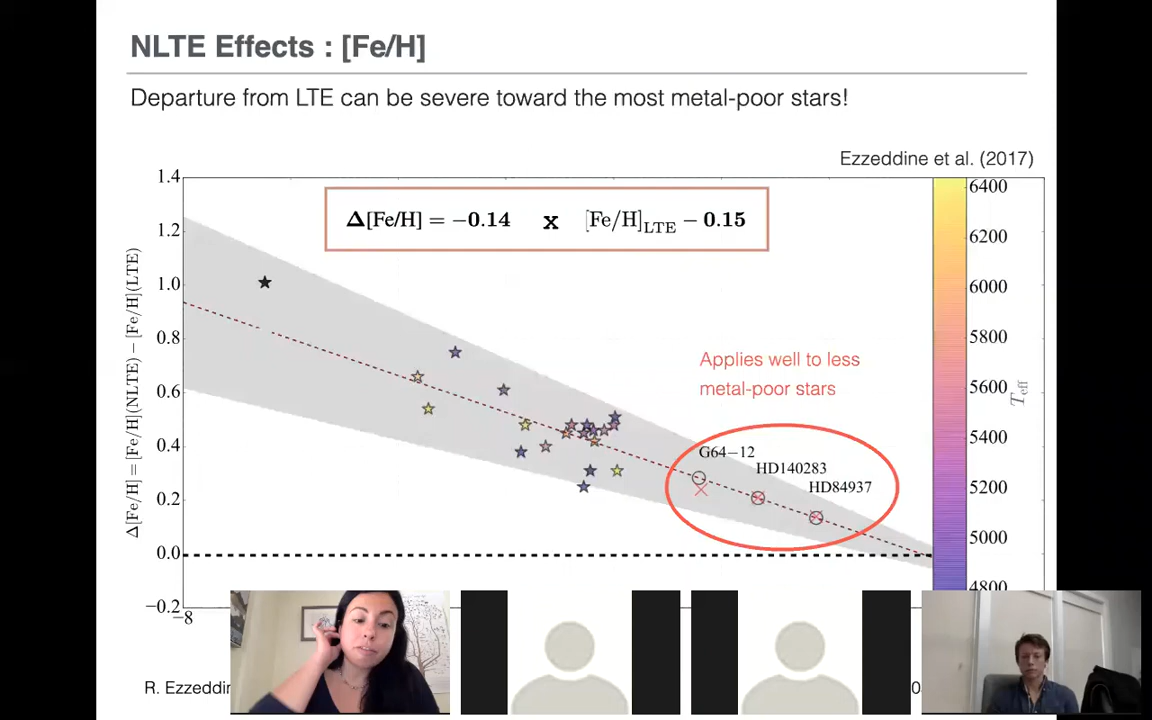 NLTE Effects : [Fe/H]
Departure from LTE can be severe toward the most metal-poor stars!
Ezzeddine et al. (2017)
1.4
1.2
1.0
0.8
0.6
0.4
0.2
0.0
−0.2
−8
Δ[Fe/H] = [Fe/H](NLTE) − [Fe/H](LTE)
Δ[Fe/H] = −0.14 x [Fe/H]LTE − 0.15
Applies well to less
metal-poor stars
G64−12
HD140283
HD84937
6400
6200
6000
5800
5600
5400
5200
5000
4800
Teff
R. Ezzeddin